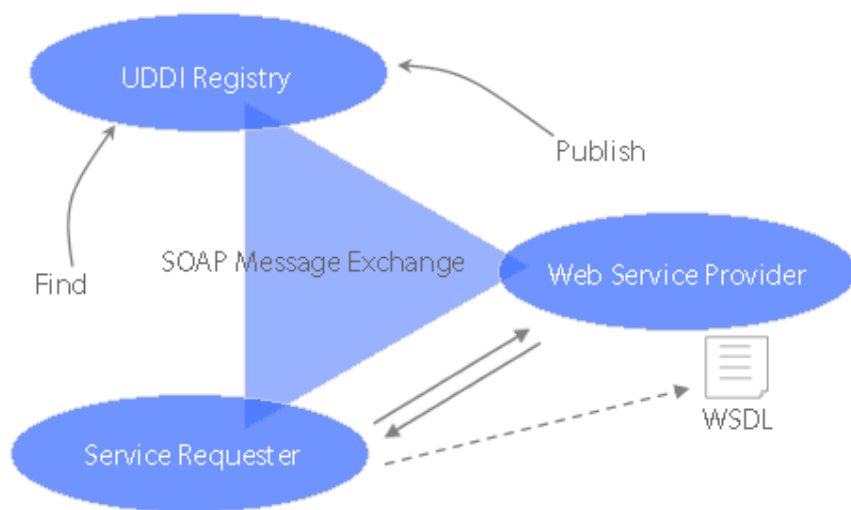 UDDI Registry
Publish
SOAP Message Exchange
Web Service Provider
Find
WSDL
Service Requester